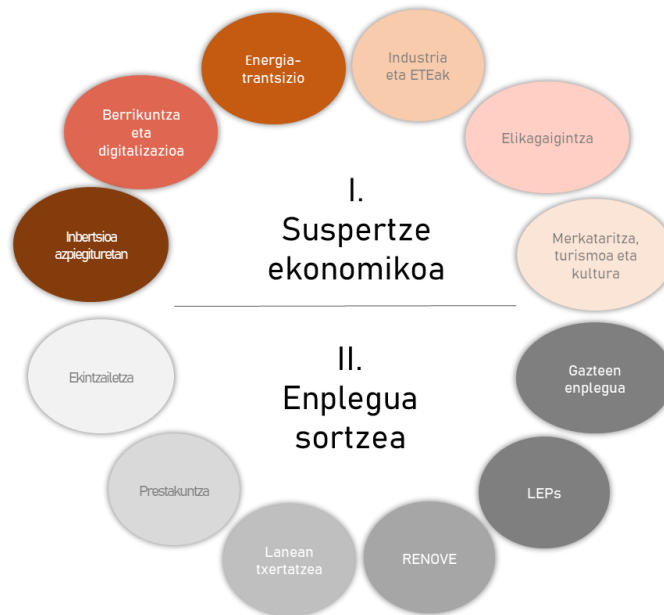 Energia-
trantsizio
Industria
eta ETEak
Berrikuntza
eta
digitalizazioa
Elikagaigintza
Inbertsioa
azpiegituretan
I.
Suspertze
ekonomikoa
Merkataritza,
turismoa eta
kultura
Ekintzailetza
II.
Enplegua
sortzea
Gazteen
enplegua
Prestakuntza
LEPs
Lanean
txertatzea
RENOVE